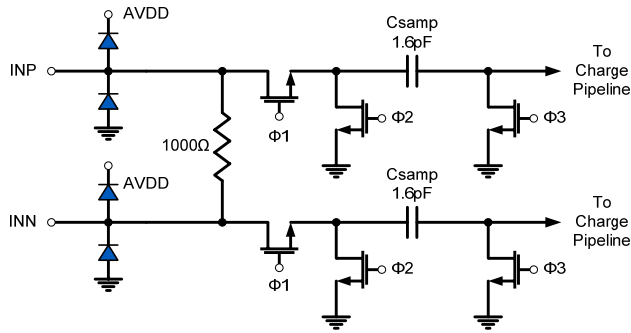 AVDD
Csamp
1.6pF
To
Charge
Pipeline
INP
Φ2
Φ3
Φ1
1000Ω
AVDD
Csamp
1.6pF
To
Charge
Pipeline
INN
Φ2
Φ3
Φ1